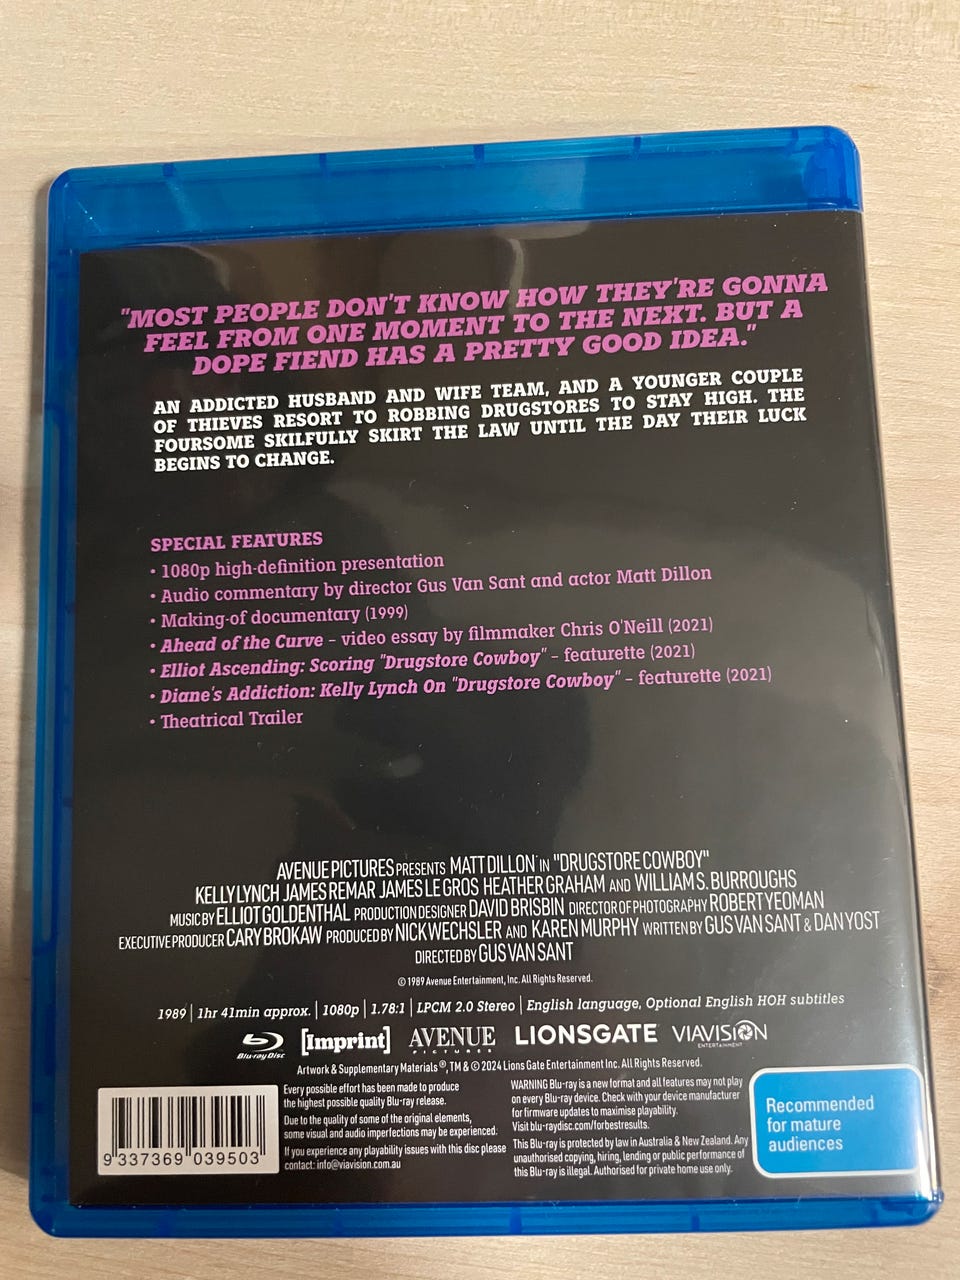 "MOST PEOPLE DON'T KNOW HOW THEY'RE GONNA
FEEL FROM ONE MOMENT TO THE NEXT. BUT A
DOPE FIEND HAS A PRETTY GOOD IDEA."
AN ADDICTED HUSBAND AND WIFE TEAM, AND A YOUNGER COUPLE
OF THIEVES RESORT TO ROBBING DRUGSTORES TO STAY HIGH. THE
FOURSOME SKILFULLY SKIRT THE LAW UNTIL THE DAY THEIR LUCK
BEGINS TO CHANGE.
SPECIAL FEATURES
• 1080p high-definition presentation
• Audio commentary by director Gus Van Sant and actor Matt Dillon
• Making-of documentary (1999)
• Ahead of the Curve – video essay by filmmaker Chris O'Neill (2021)
• Elliot Ascending: Scoring "Drugstore Cowboy" – featurette (2021)
• Diane's Addiction: Kelly Lynch On "Drugstore Cowboy" – featurette (2021)
• Theatrical Trailer
AVENUE PICTURES PRESENTS MATT DILLON IN "DRUGSTORE COWBOY"
KELLY LYNCH JAMES REMAR JAMES LE GROS HEATHER GRAHAM AND WILLIAM S. BURROUGHS
MUSIC BY ELLIOT GOLDENTHAL PRODUCTION DESIGNER DAVID BRISBIN DIRECTOR OF PHOTOGRAPHY ROBERT YEOMAN
EXECUTIVE PRODUCER CARY BROKAW PRODUCED BY NICK WECHSLER AND KAREN MURPHY WRITTEN BY GUS VAN SANT & DAN YOST
DIRECTED BY GUS VAN SANT
© 1989 Avenue Entertainment, Inc. All Rights Reserved.
1989 | 1hr 41min approx. | 1080p | 1.78:1 | LPCM 2.0 Stereo | English language, Optional English HOH subtitles
Blu-ray Disc [Imprint] AVENUE PICTURES LIONSGATE VIAVISION ENTERTAINMENT
Artwork & Supplementary Materials®, TM & © 2024 Lions Gate Entertainment Inc. All Rights Reserved.
Every possible effort has been made to produce
the highest possible quality Blu-ray release.
Due to the quality of some of the original elements,
some visual and audio imperfections may be experienced.
If you experience any playability issues with this disc please
contact: info@viavision.com.au
WARNING Blu-ray is a new format and all features may not play
on every Blu-ray device. Check with your device manufacturer
for firmware updates to maximise playability.
Visit blu-raydisc.com/forbestresults.
This Blu-ray is protected by law in Australia & New Zealand. Any
unauthorised copying, hiring, lending or public performance of
this Blu-ray is illegal. Authorised for private home use only.
Recommended
for mature
audiences
9 337369 039503